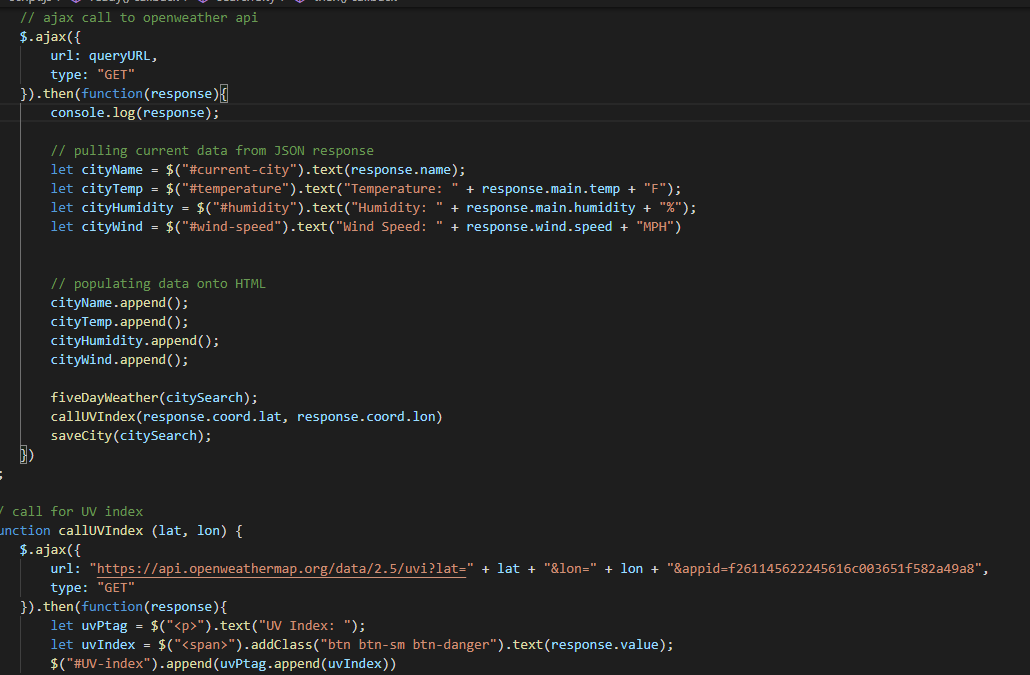 // ajax call to openweather api
$.ajax({
url: queryURL,
type: "GET"
}).then(function(response){
console.log(response);
// pulling current data from JSON response
let cityName = $("#current-city").text(response.name);
let cityTemp = $("#temperature").text("Temperature: " + response.main.temp + "F");
let cityHumidity = $("#humidity").text("Humidity: " + response.main.humidity + "%");
let cityWind = $("#wind-speed").text("Wind Speed: " + response.wind.speed + "MPH")
// populating data onto HTML
cityName.append();
cityTemp.append();
cityHumidity.append();
cityWind.append();
fiveDayWeather(citySearch);
callUVIndex(response.coord.lat, response.coord.lon)
saveCity(citySearch);
})
;
/ call for UV index
unction callUVIndex (lat, lon) {
$.ajax({
url: "https://api.openweathermap.org/data/2.5/uvi?lat=" + lat + "&lon=" + lon + "&appid=f261145622245616c003651f582a49a8",
type: "GET"
}).then(function(response){
let uvPtag = $("<p>").text("UV Index: ");
let uvIndex = $("<span>").addClass("btn btn-sm btn-danger").text(response.value);
$("#UV-index").append(uvPtag.append(uvIndex))